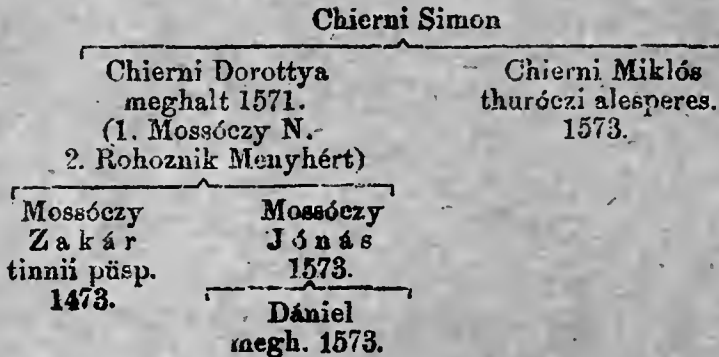 Chierni Simon
Chierni Dorottya
meghalt 1571.
(1. Mossóczy N.-
2. Rohoznik Menyhért)
Chierni Miklós
thuróczi alesperes.
1573.
Mossóczy
Zakár
tinnii püsp.
1473.
Mossóczy
Jónás
1573.
Dániel
megh. 1573.